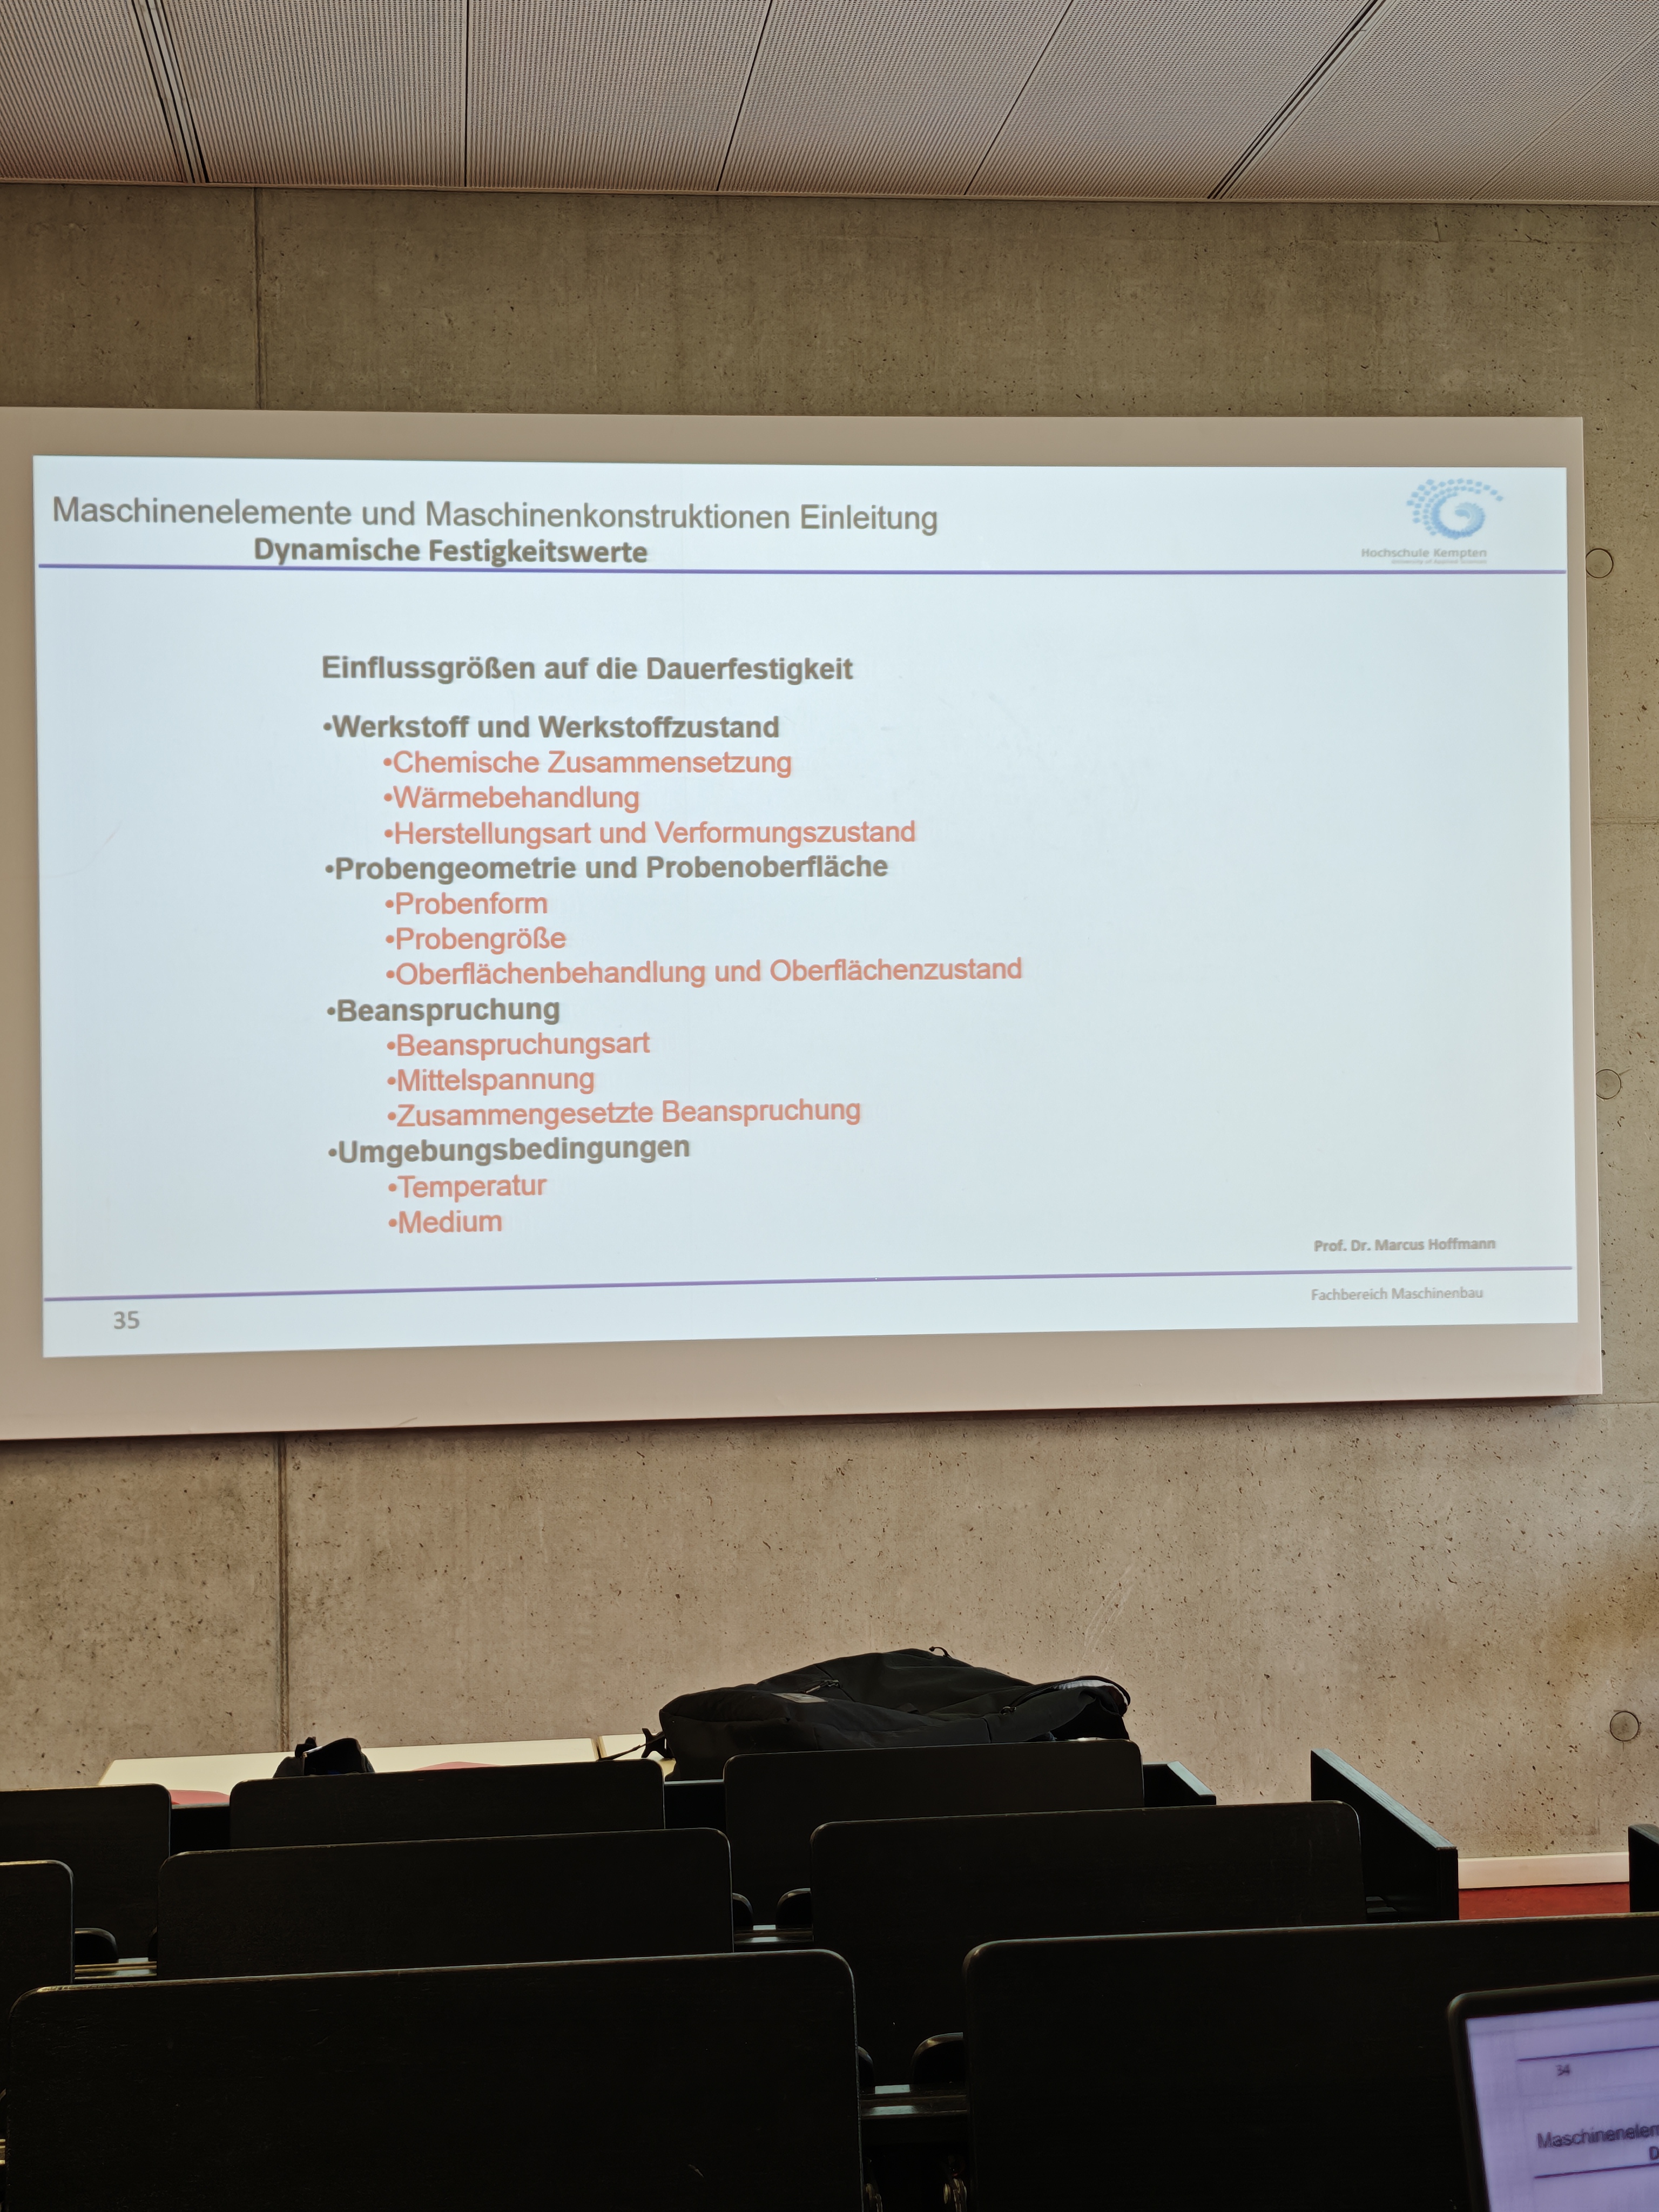 Maschinenelemente und Maschinenkonstruktionen Einleitung
Dynamische Festigkeitswerte
Hochschule Kempten
University of Applied Sciences
Einflussgrößen auf die Dauerfestigkeit
•Werkstoff und Werkstoffzustand
•Chemische Zusammensetzung
•Wärmebehandlung
•Herstellungsart und Verformungszustand
•Probengeometrie und Probenoberfläche
•Probenform
•Probengröße
•Oberflächenbehandlung und Oberflächenzustand
•Beanspruchung
•Beanspruchungsart
•Mittelspannung
•Zusammengesetzte Beanspruchung
•Umgebungsbedingungen
•Temperatur
•Medium
Prof. Dr. Marcus Hoffmann
Fachbereich Maschinenbau
35
34
Maschinenelem
D